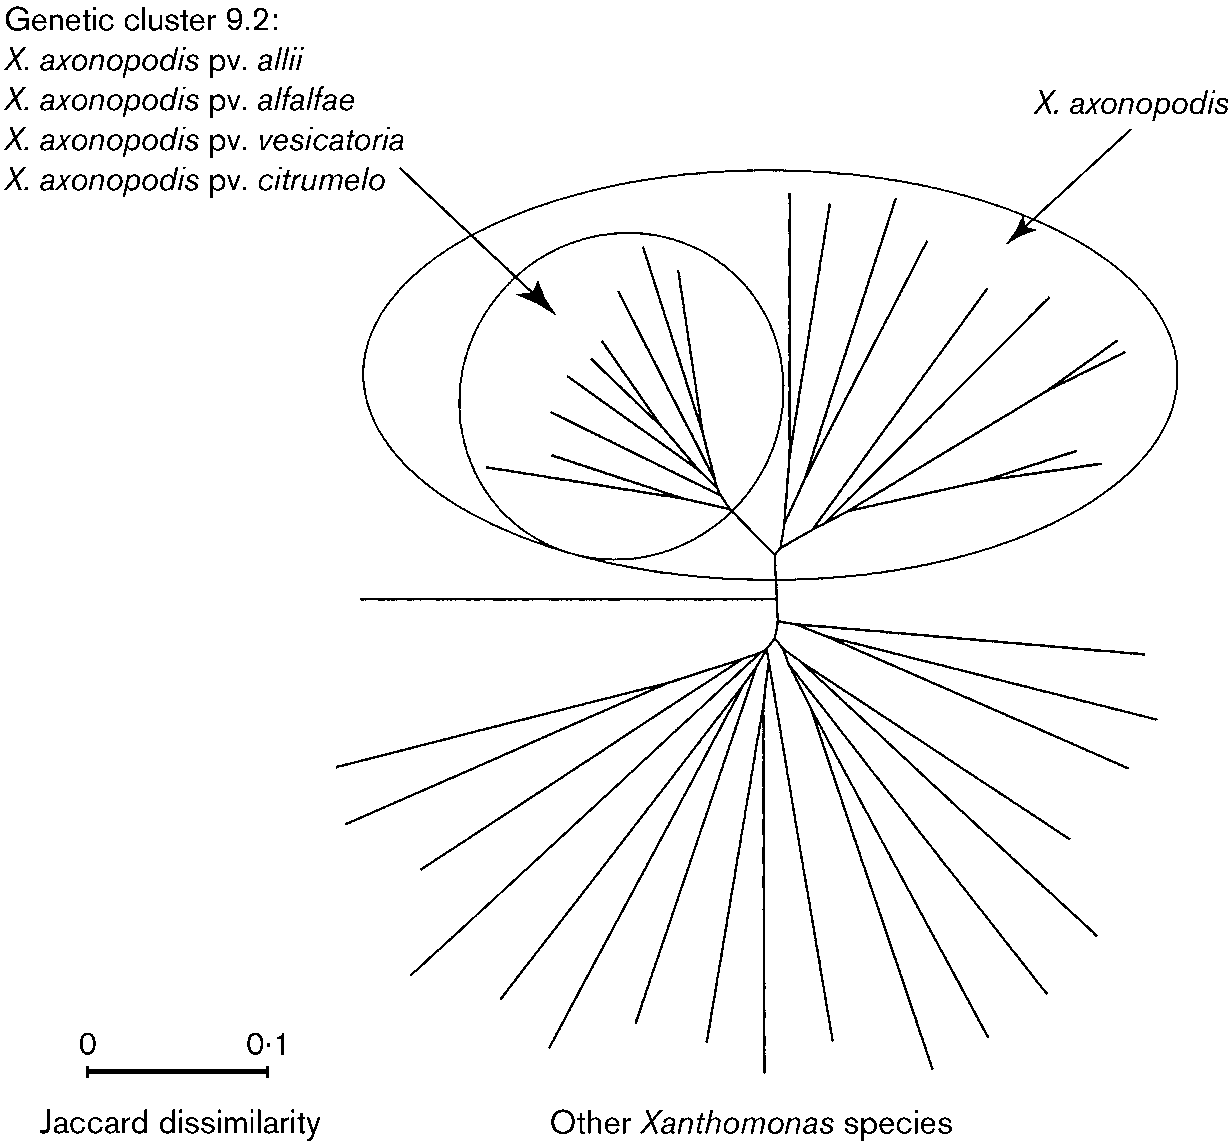 Genetic cluster 9.2:
X. axonopodis pv. allii
X. axonopodis pv. alfalfae
X. axonopodis pv. vesicatoria
X. axonopodis pv. citrumelo
X. axonopodis
0 0·1
Jaccard dissimilarity
Other Xanthomonas species